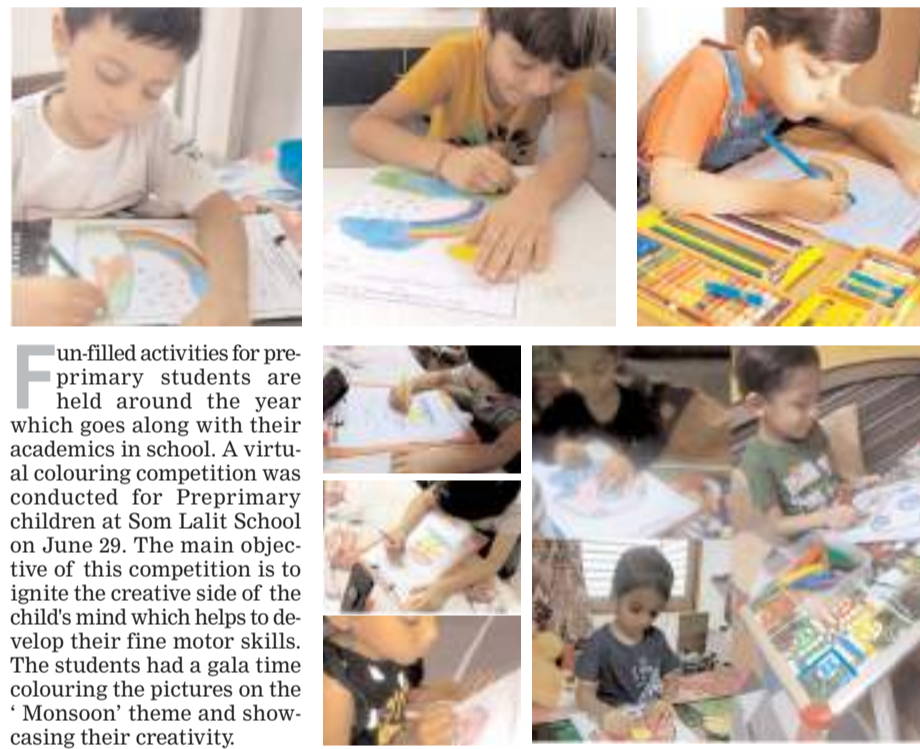 Fun-filled activities for pre-
primary students are
held around the year
which goes along with their
academics in school. A virtu-
al colouring competition was
conducted for Preprimary
children at Som Lalit School
on June 29. The main objec-
tive of this competition is to
ignite the creative side of the
child's mind which helps to de-
velop their fine motor skills.
The students had a gala time
colouring the pictures on the
‘ Monsoon’ theme and show-
casing their creativity.